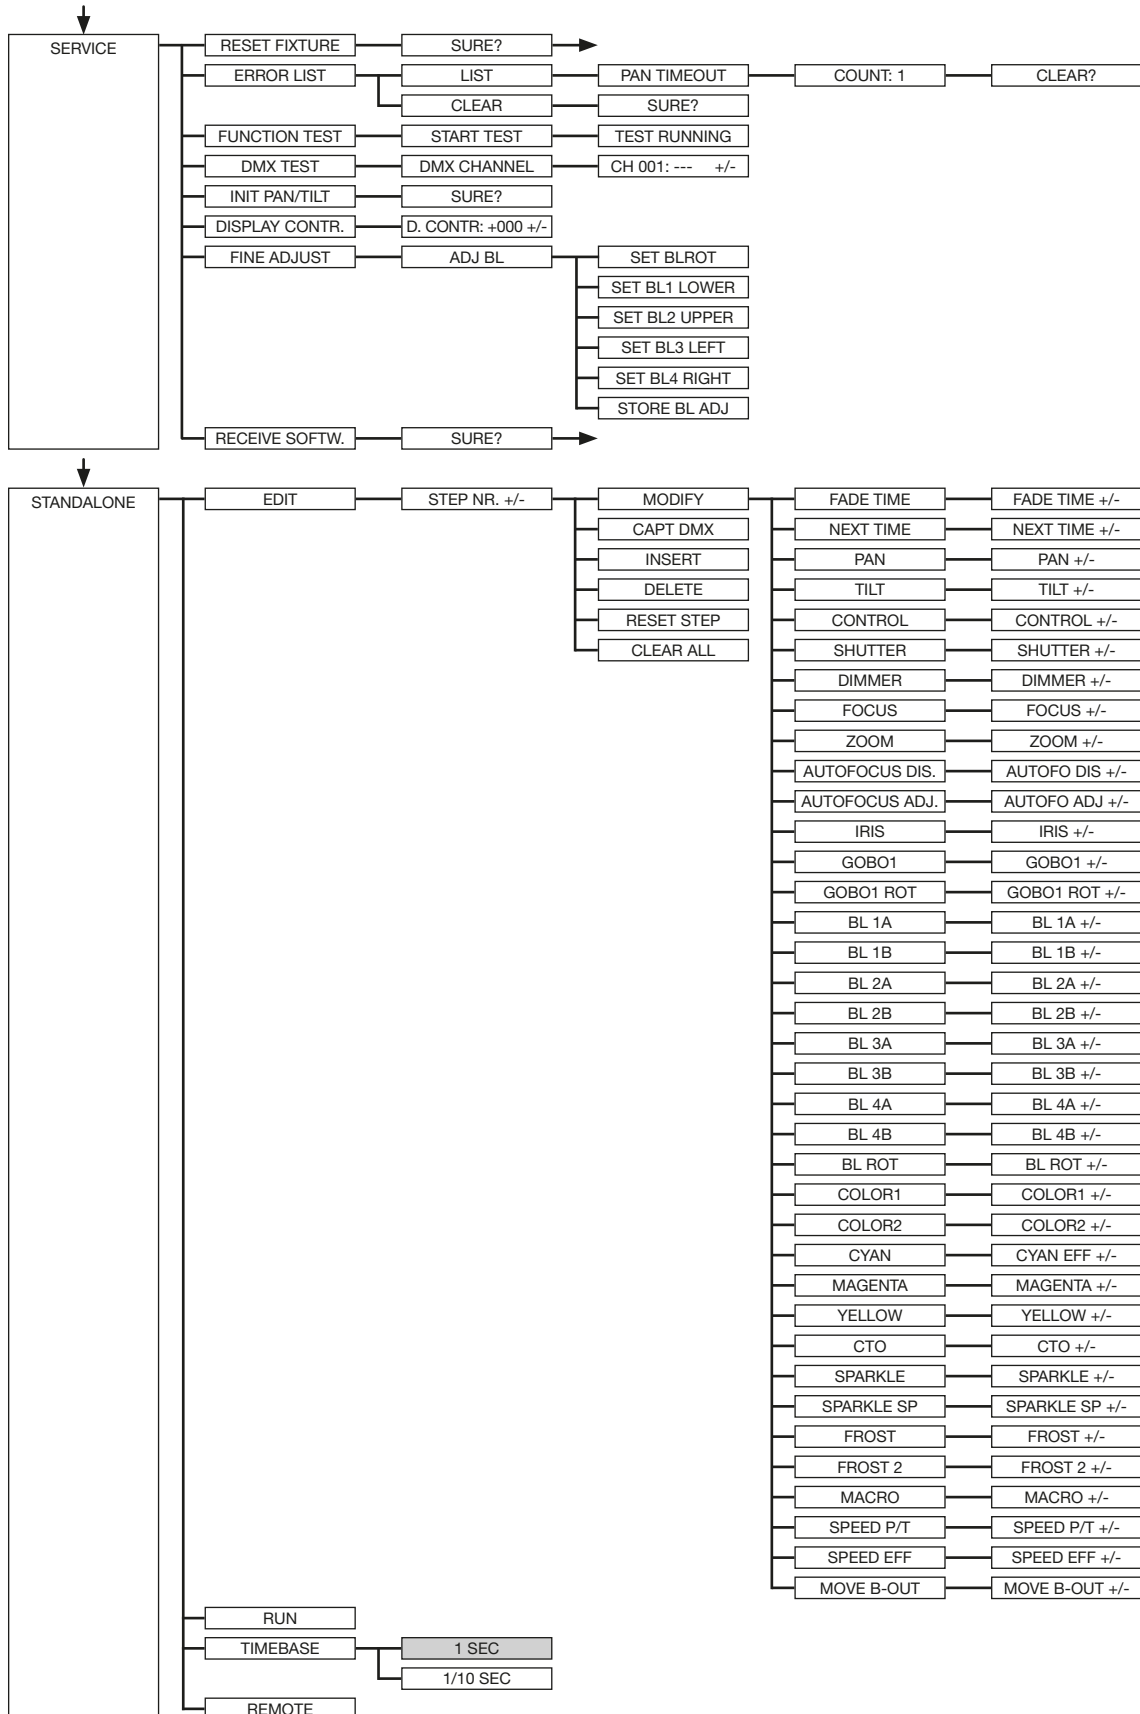 SERVICE RESET FIXTURE SURE?
ERROR LIST LIST PAN TIMEOUT COUNT: 1 CLEAR?
CLEAR SURE?
FUNCTION TEST START TEST TEST RUNNING
DMX TEST DMX CHANNEL CH 001: --- +/-
INIT PAN/TILT SURE?
DISPLAY CONTR. D. CONTR: +000 +/-
FINE ADJUST ADJ BL SET BLROT
SET BL1 LOWER
SET BL2 UPPER
SET BL3 LEFT
SET BL4 RIGHT
STORE BL ADJ
RECEIVE SOFTW. SURE?
STANDALONE EDIT STEP NR. +/- MODIFY FADE TIME FADE TIME +/-
CAPT DMX NEXT TIME NEXT TIME +/-
INSERT PAN PAN +/-
DELETE TILT TILT +/-
RESET STEP CONTROL CONTROL +/-
CLEAR ALL SHUTTER SHUTTER +/-
DIMMER DIMMER +/-
FOCUS FOCUS +/-
ZOOM ZOOM +/-
AUTOFOCUS DIS. AUTOFO DIS +/-
AUTOFOCUS ADJ. AUTOFO ADJ +/-
IRIS IRIS +/-
GOBO1 GOBO1 +/-
GOBO1 ROT GOBO1 ROT +/-
BL 1A BL 1A +/-
BL 1B BL 1B +/-
BL 2A BL 2A +/-
BL 2B BL 2B +/-
BL 3A BL 3A +/-
BL 3B BL 3B +/-
BL 4A BL 4A +/-
BL 4B BL 4B +/-
BL ROT BL ROT +/-
COLOR1 COLOR1 +/-
COLOR2 COLOR2 +/-
CYAN CYAN EFF +/-
MAGENTA MAGENTA +/-
YELLOW YELLOW +/-
CTO CTO +/-
SPARKLE SPARKLE +/-
SPARKLE SP SPARKLE SP +/-
FROST FROST +/-
FROST 2 FROST 2 +/-
MACRO MACRO +/-
SPEED P/T SPEED P/T +/-
SPEED EFF SPEED EFF +/-
MOVE B-OUT MOVE B-OUT +/-
RUN
TIMEBASE 1 SEC
1/10 SEC
REMOTE